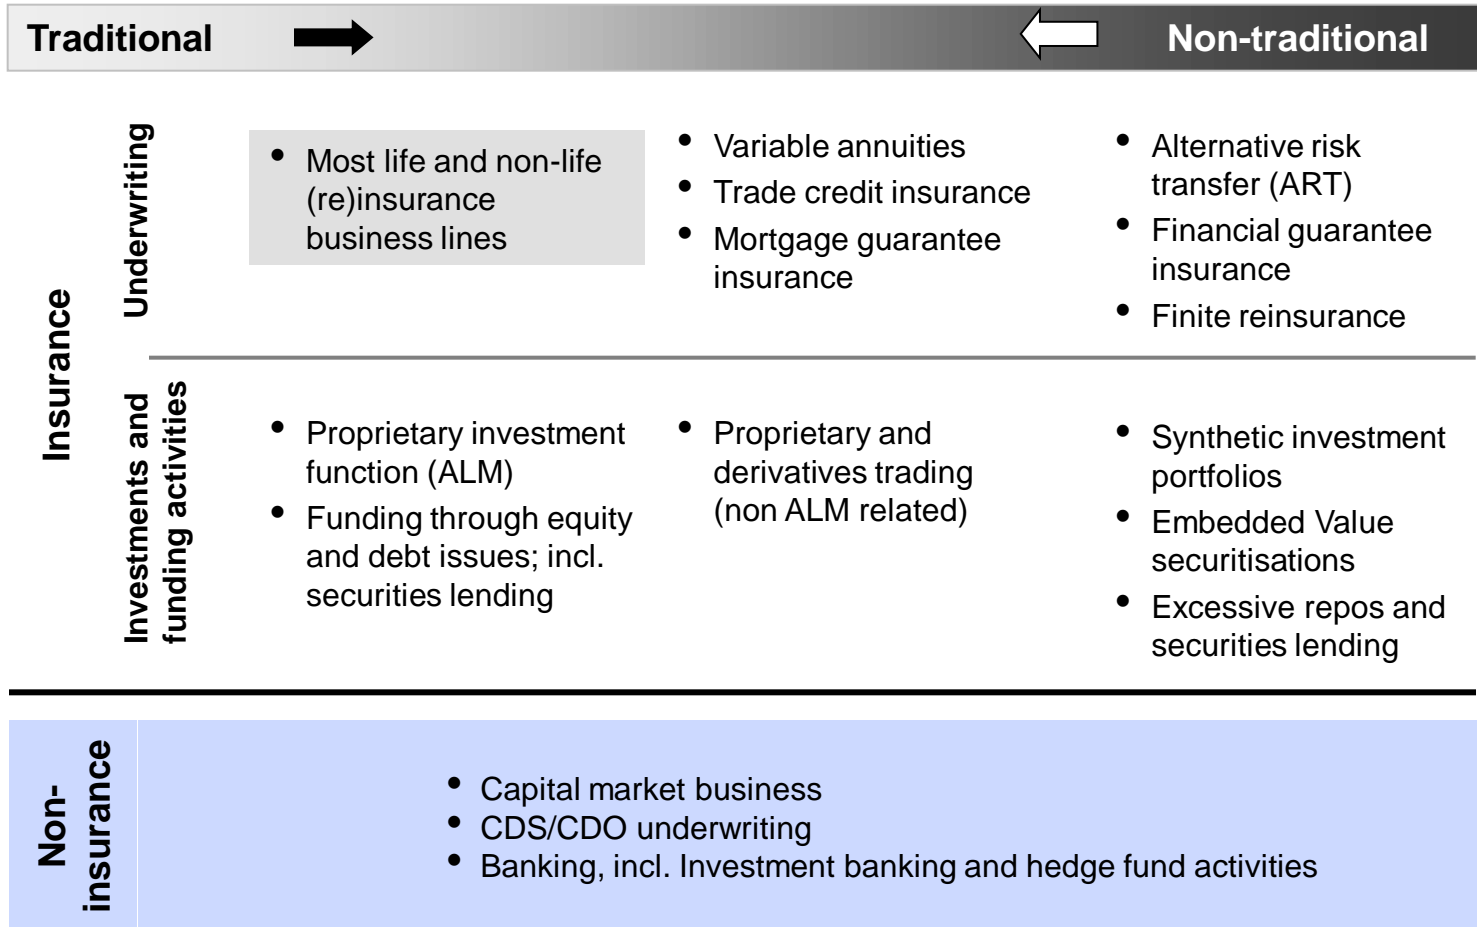 Traditional
Non-traditional
Insurance
Underwriting
• Most life and non-life
(re)insurance
business lines
• Variable annuities
• Trade credit insurance
• Mortgage guarantee
insurance
• Alternative risk
transfer (ART)
• Financial guarantee
insurance
• Finite reinsurance
Investments and
funding activities
• Proprietary investment
function (ALM)
• Funding through equity
and debt issues; incl.
securities lending
• Proprietary and
derivatives trading
(non ALM related)
• Synthetic investment
portfolios
• Embedded Value
securitisations
• Excessive repos and
securities lending
Non-
insurance
• Capital market business
• CDS/CDO underwriting
• Banking, incl. Investment banking and hedge fund activities